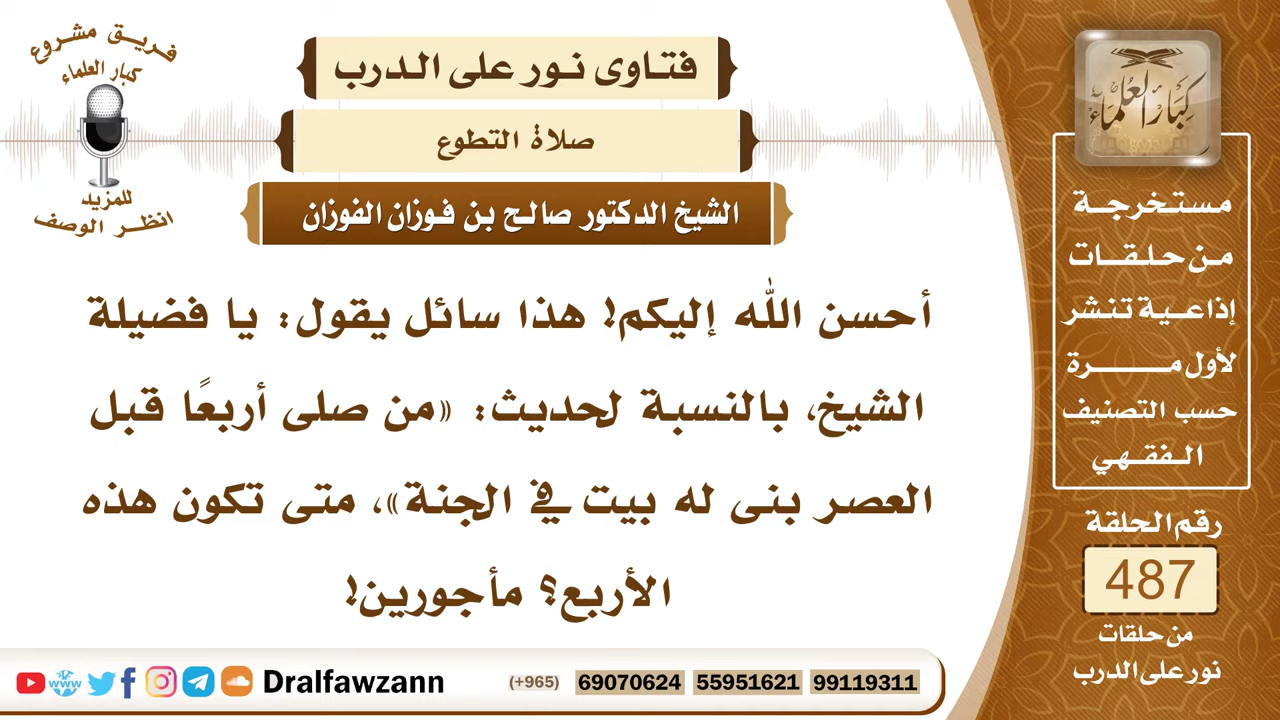 فريق مشروع
كبار العلماء
للمزيد
انظر الوصف
فتاوى نور على الدرب
صلاة التطوع
الشيخ الدكتور صالح بن فوزان الفوزان
أحسن الله إليكم! هذا سائل يقول: يا فضيلة
الشيخ، بالنسبة لحديث: «من صلى أربعًا قبل
العصر بنى له بيت في الجنة»، متى تكون هذه
الأربع؟ مأجورين!
كبار العلماء
مستخرجة
من حلقات
إذاعية تنشر
لأول مرة
حسب التصنيف
الفقهي
رقم الحلقة
487
من حلقات
نور على الدرب
www Dralfawzann (+965) 69070624 55951621 99119311